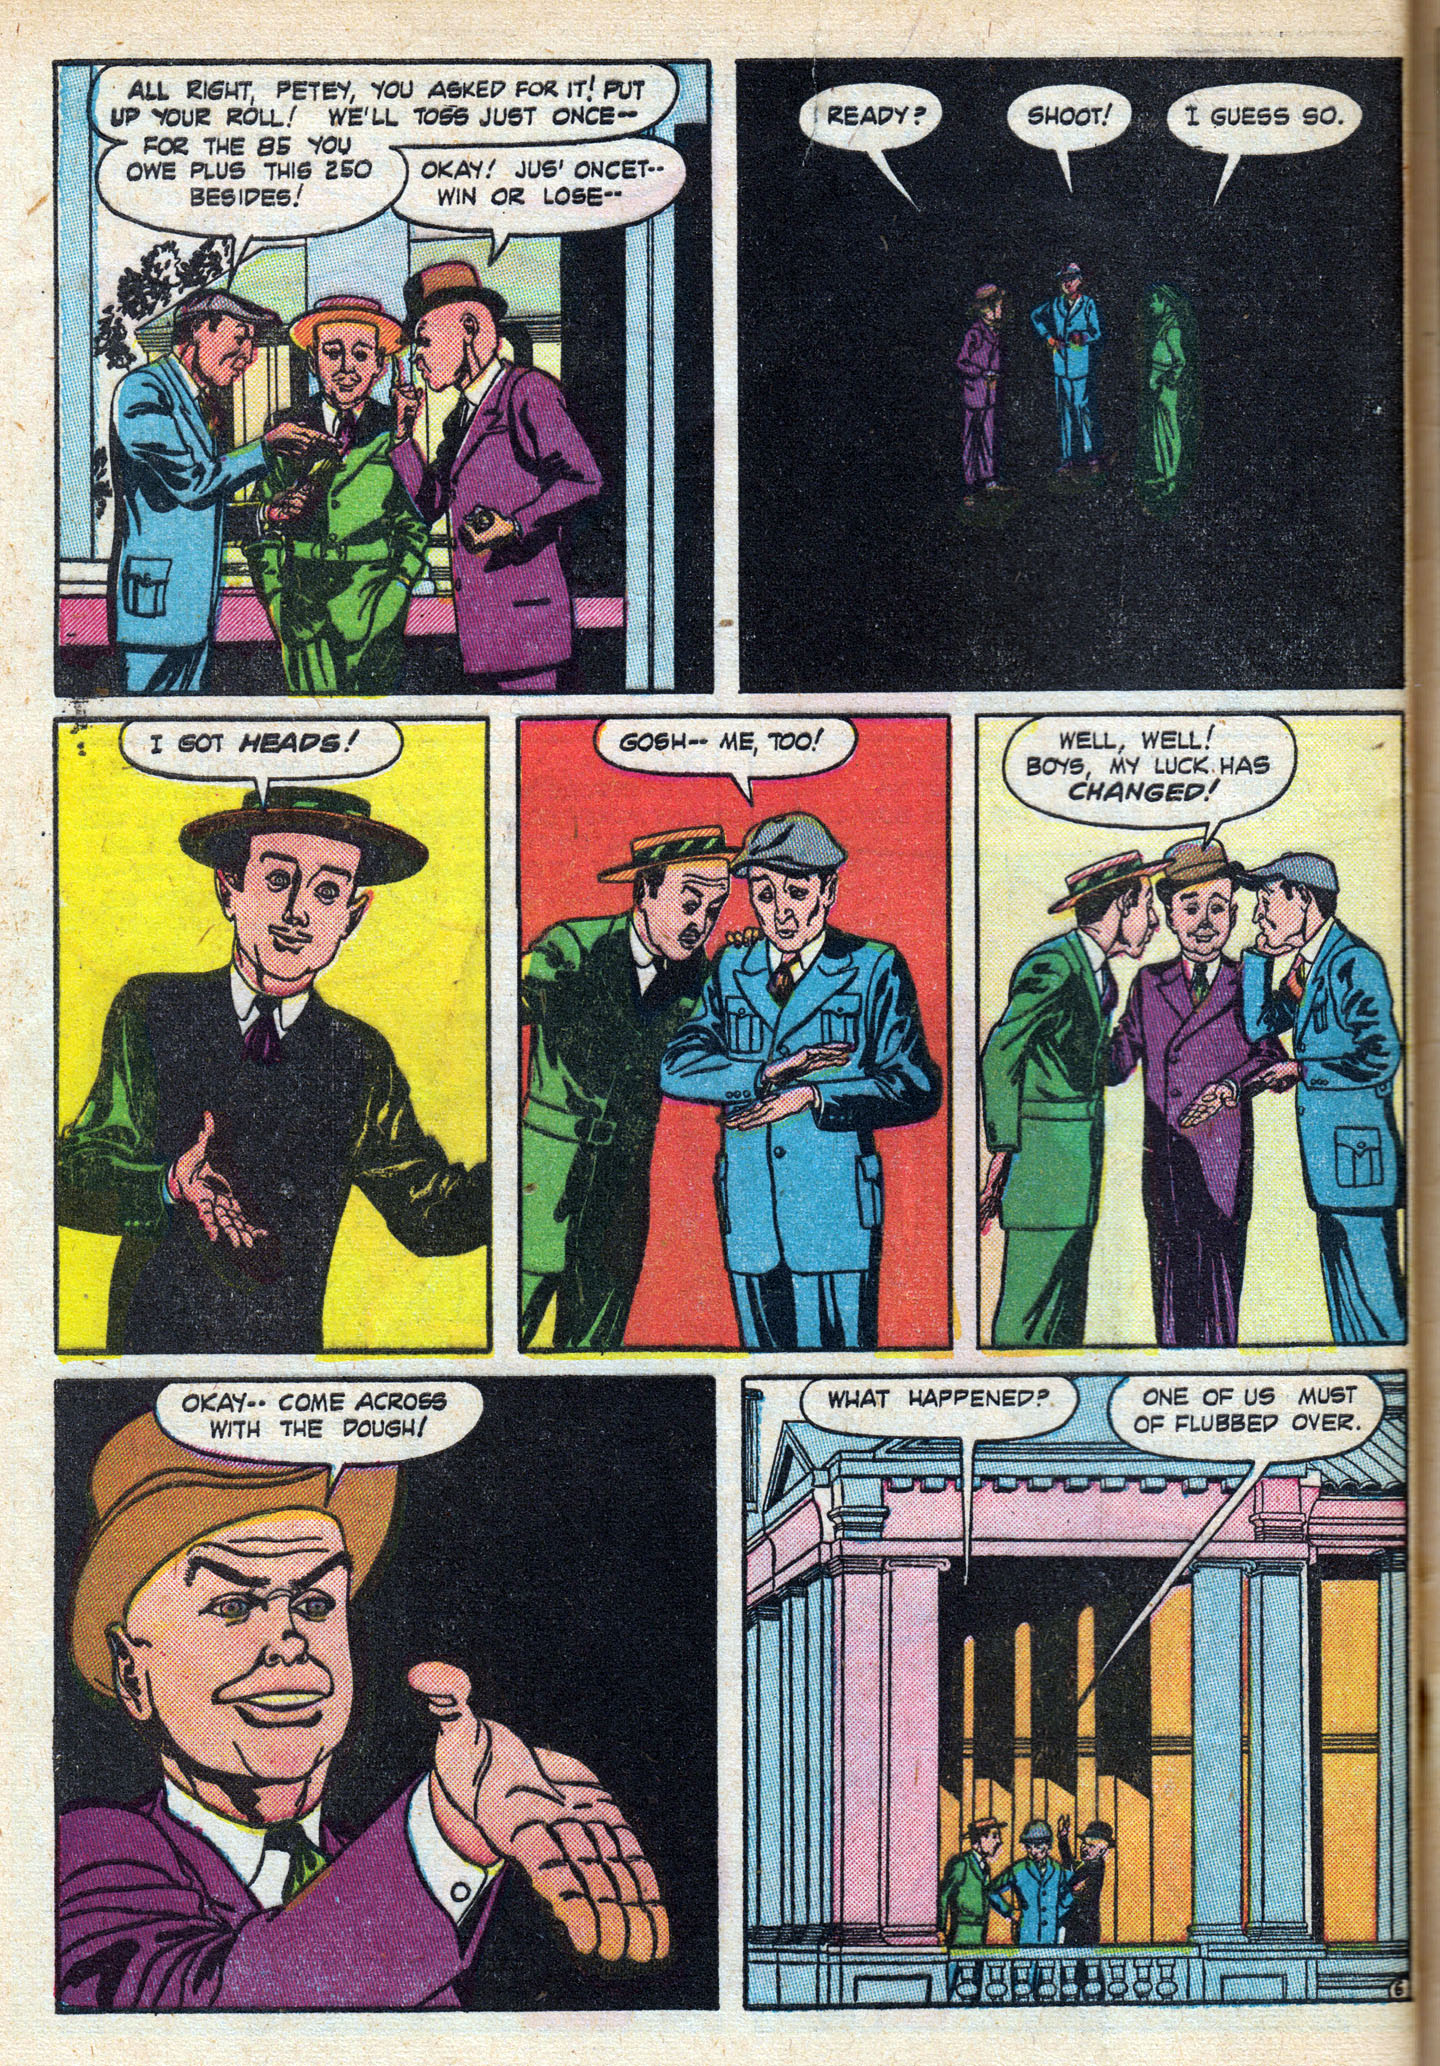 ALL RIGHT, PETEY, YOU ASKED FOR IT! PUT
UP YOUR ROLL! WE'LL TOSS JUST ONCE--
FOR THE 85 YOU
OWE PLUS THIS 250
BESIDES!
OKAY! JUS' ONCET--
WIN OR LOSE--
READY?
SHOOT!
I GUESS SO.
I GOT HEADS!
GOSH-- ME, TOO!
WELL, WELL!
BOYS, MY LUCK HAS
CHANGED!
OKAY-- COME ACROSS
WITH THE DOUGH!
WHAT HAPPENED?
ONE OF US MUST
OF FLUBBED OVER.
6